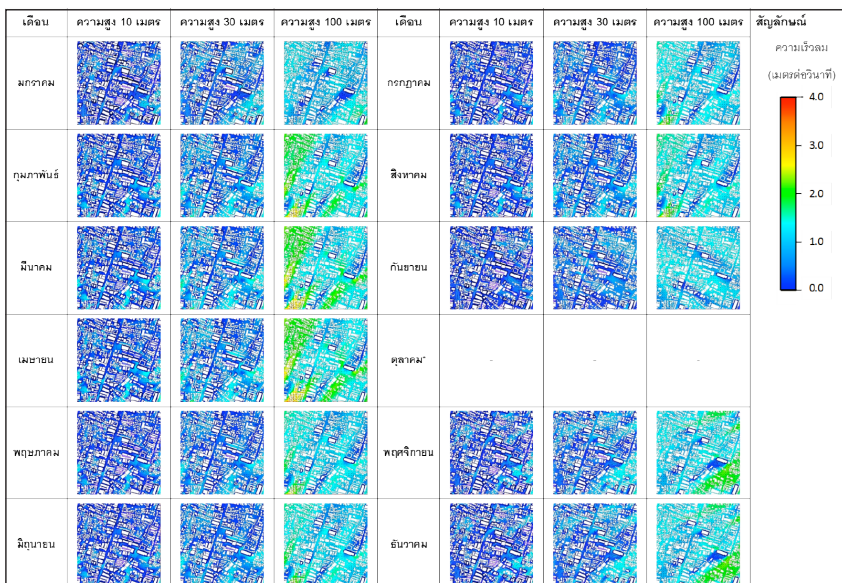 เดือน ความสูง 10 เมตร ความสูง 30 เมตร ความสูง 100 เมตร เดือน ความสูง 10 เมตร ความสูง 30 เมตร ความสูง 100 เมตร สัญลักษณ์
ความเร็วลม
(เมตรต่อวินาที)
มกราคม กรกฎาคม
4.0
3.0
2.0
1.0
0.0
กุมภาพันธ์ สิงหาคม
มีนาคม กันยายน
เมษายน ตุลาคม* - - -
พฤษภาคม พฤศจิกายน
มิถุนายน ธันวาคม